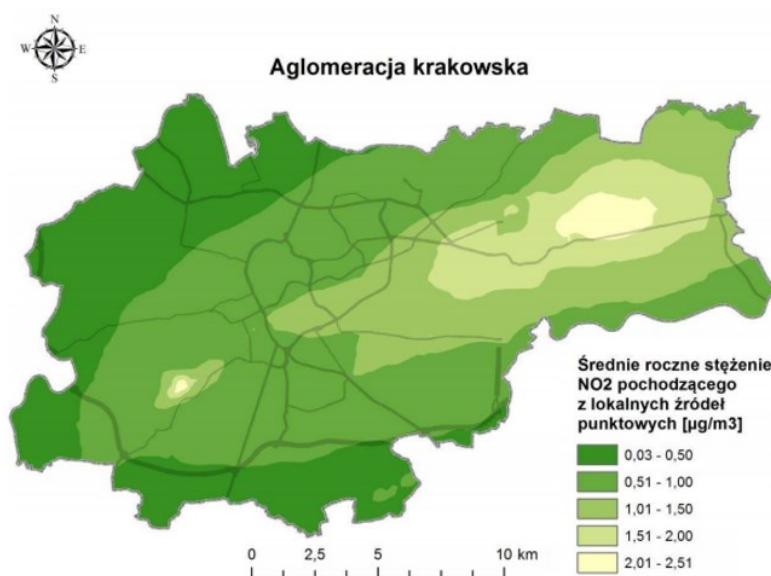 N
W E
S
Aglomeracja krakowska
Średnie roczne stężenie
NO2 pochodzącego
z lokalnych źródeł
punktowych [µg/m3]
0,03 - 0,50
0,51 - 1,00
1,01 - 1,50
1,51 - 2,00
2,01 - 2,51
0 2,5 5 10 km